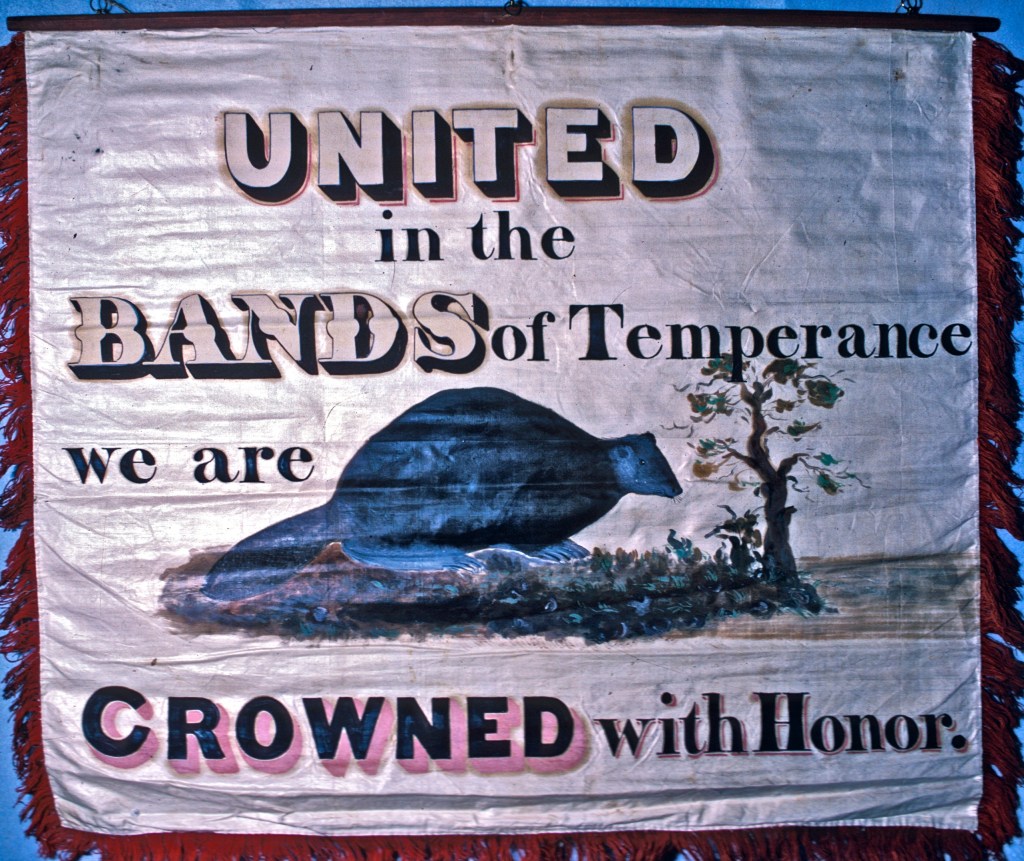 UNITED
in the
BANDS of Temperance
we are
CROWNED with Honor.